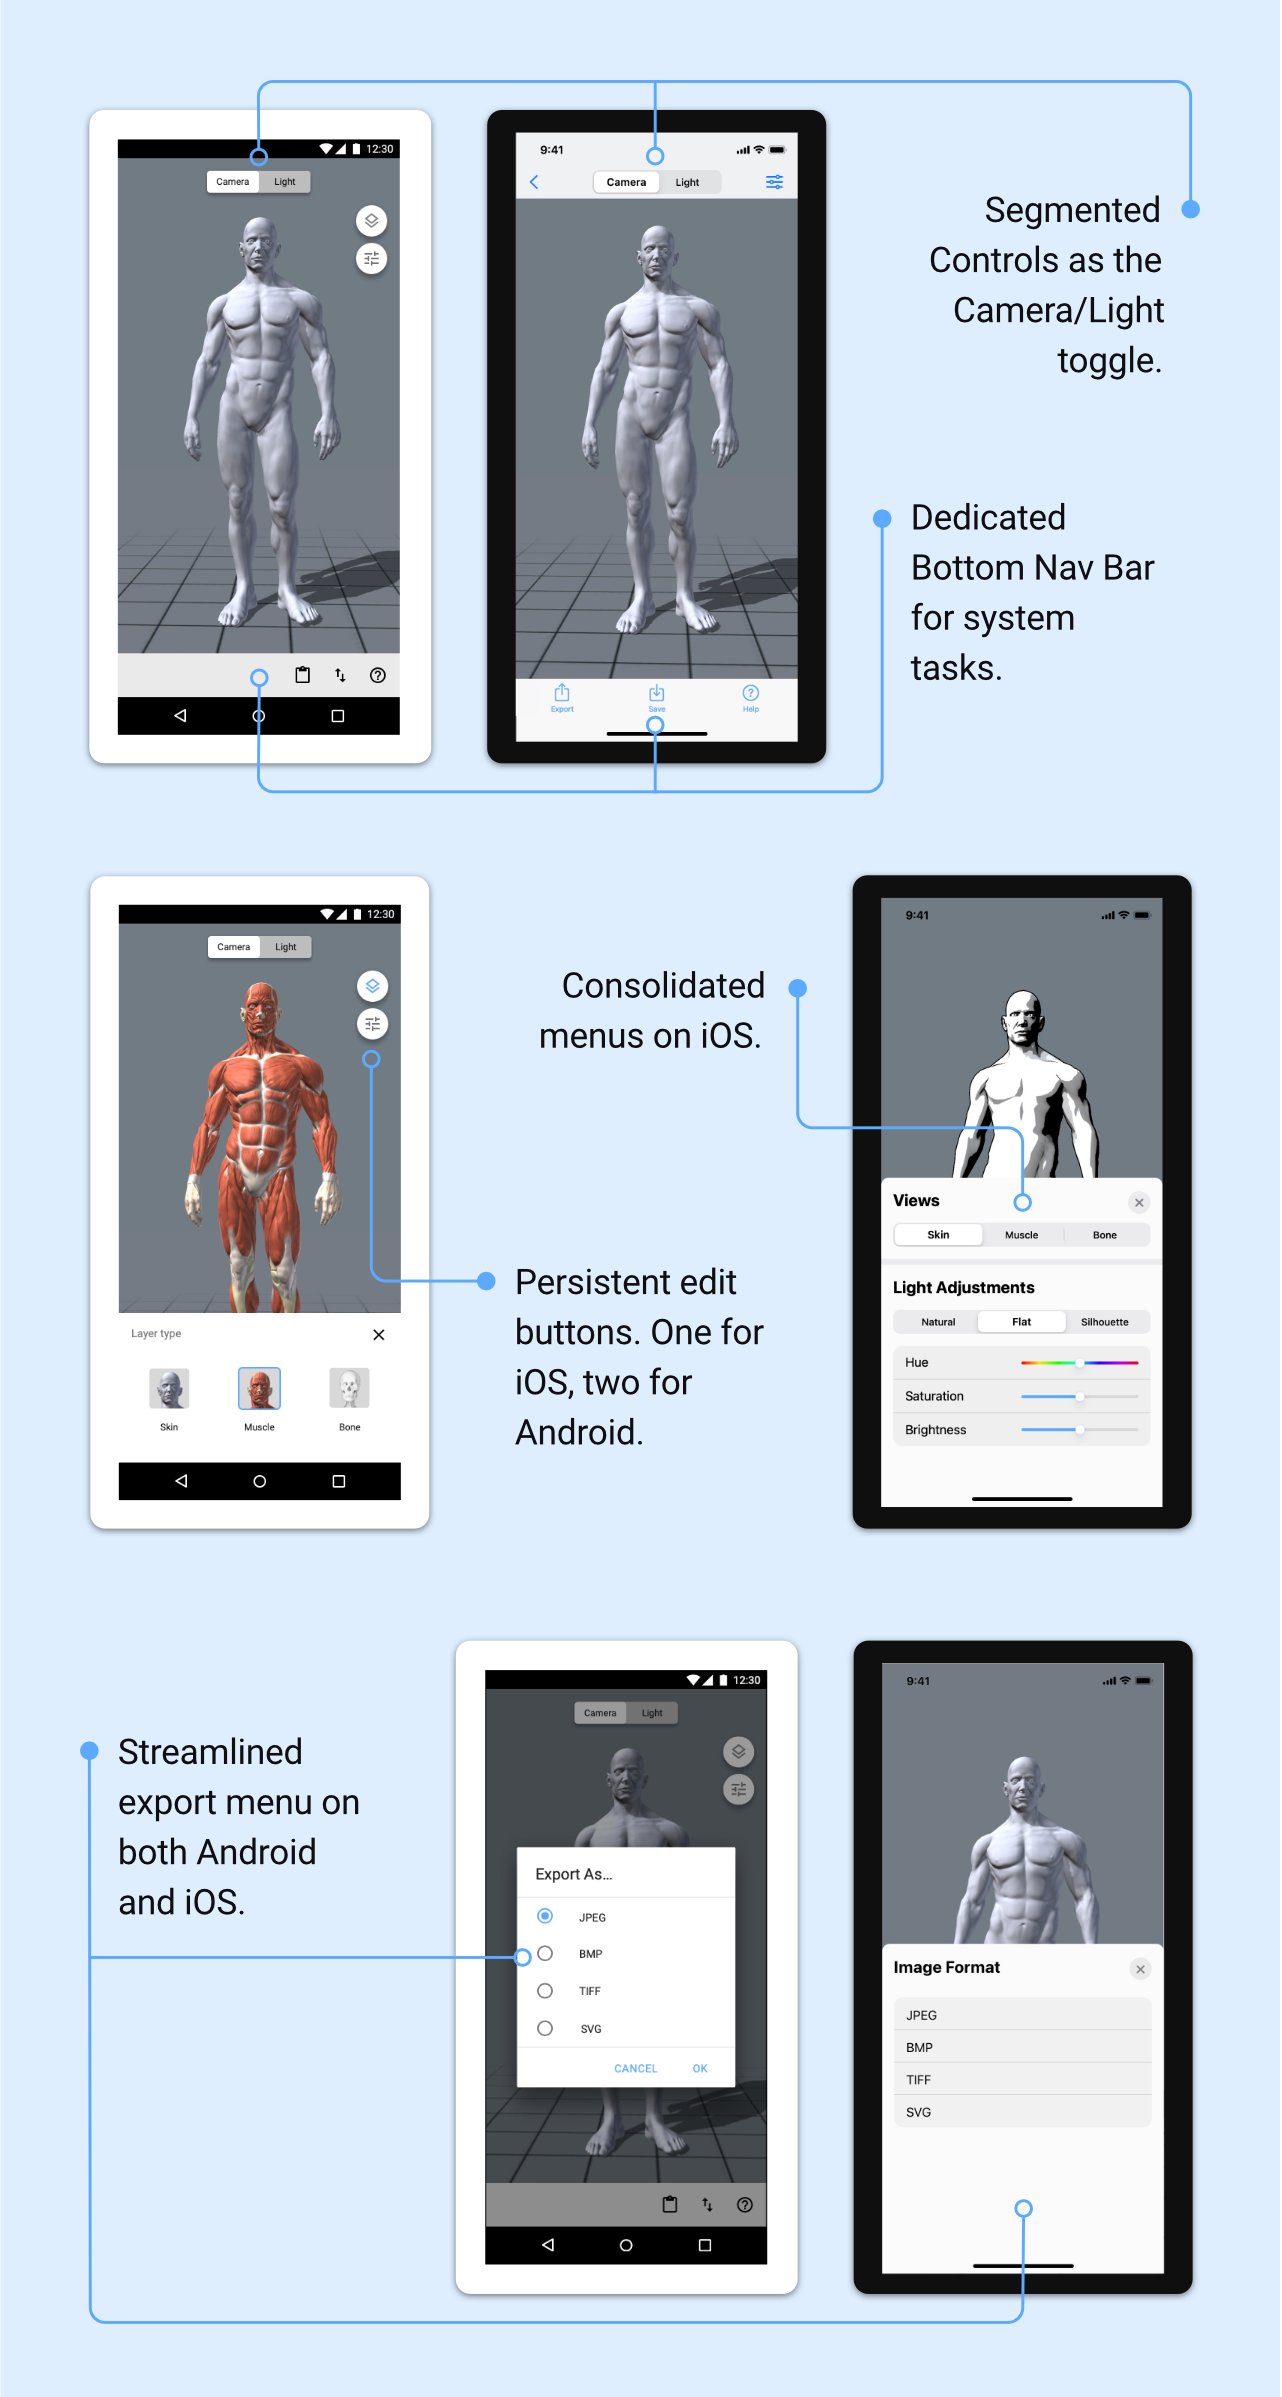 12:30
Camera Light
9:41
Camera Light
Export Save Help
Segmented
Controls as the
Camera/Light
toggle.
Dedicated
Bottom Nav Bar
for system
tasks.
12:30
Camera Light
Layer type
Skin Muscle Bone
Consolidated
menus on iOS.
Persistent edit
buttons. One for
iOS, two for
Android.
9:41
Views
Skin Muscle Bone
Light Adjustments
Natural Flat Silhouette
Hue
Saturation
Brightness
Streamlined
export menu on
both Android
and iOS.
12:30
Camera Light
Export As...
JPEG
BMP
TIFF
SVG
CANCEL OK
9:41
Image Format
JPEG
BMP
TIFF
SVG